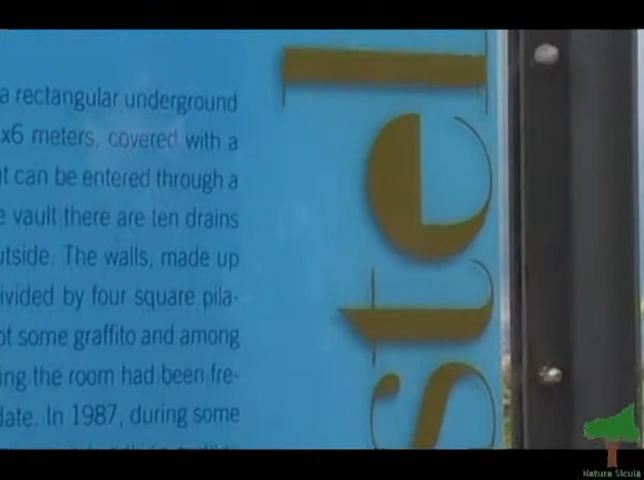 a rectangular underground
x6 meters, covered with a
t can be entered through a
e vault there are ten drains
utside. The walls, made up
ivided by four square pila-
ot some graffito and among
ing the room had been fre-
date. In 1987, during some
stel
Natura Sicula